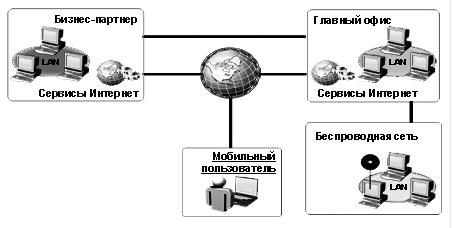 Бизнес-партнер
LAN
Сервисы Интернет
Главный офис
LAN
Сервисы Интернет
Мобильный
пользователь
Беспроводная сеть
LAN